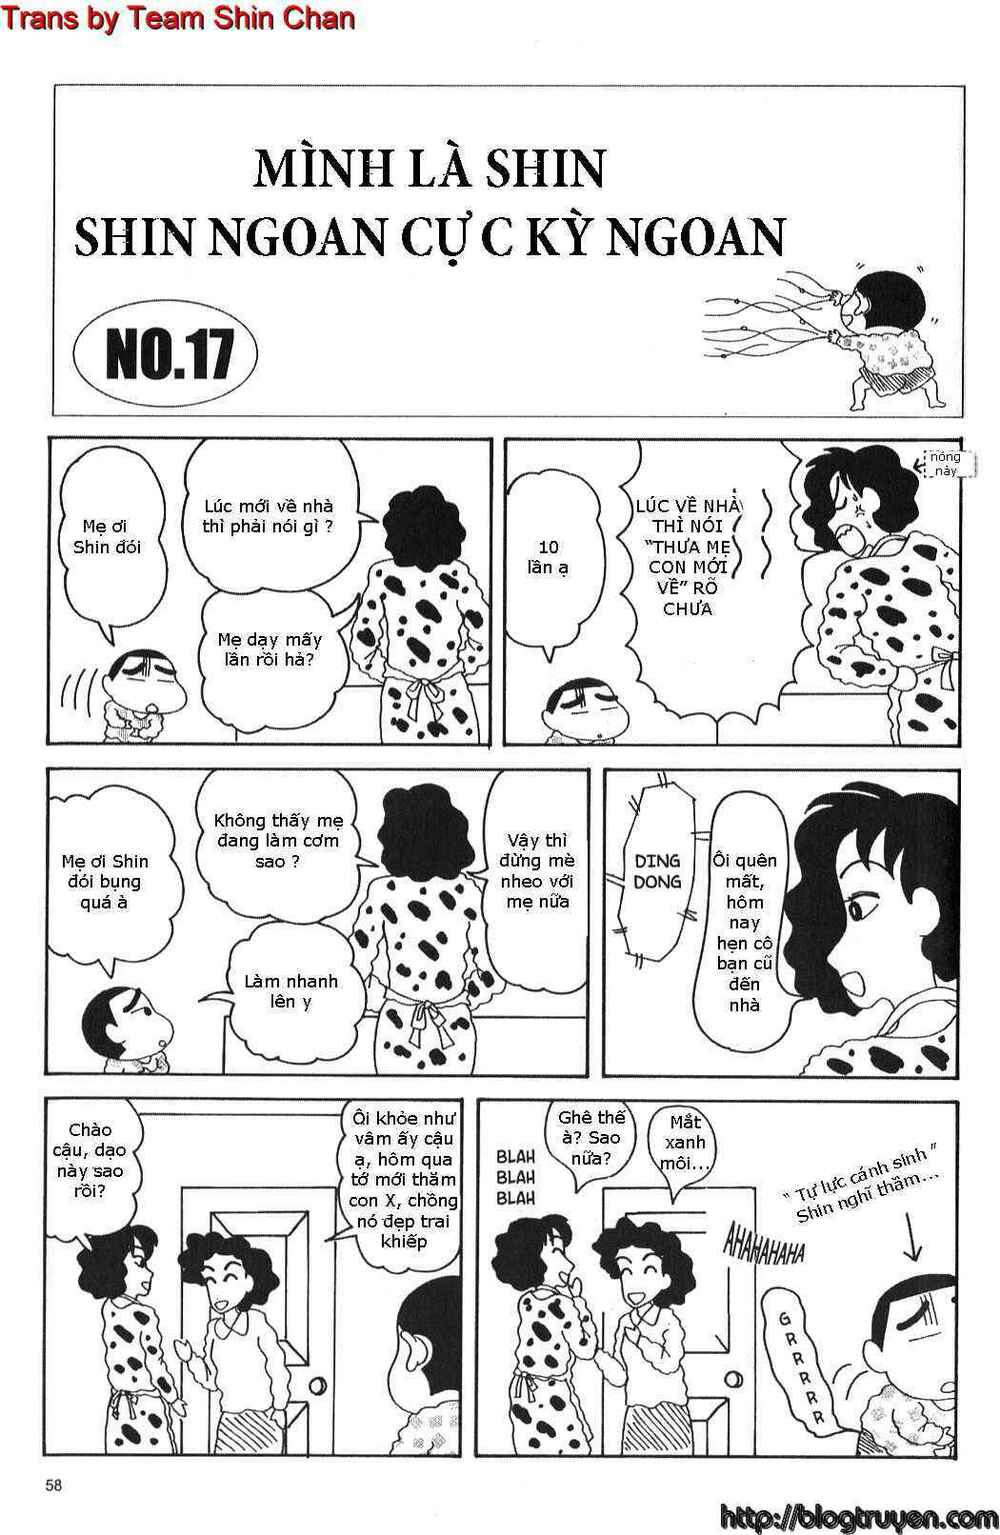 Trans by Team Shin Chan
MÌNH LÀ SHIN
SHIN NGOAN CỰ C KỲ NGOAN
NO.17
Mẹ ơi
Shin đói
Lúc mới về nhà
thì phải nói gì ?
Mẹ dạy mấy
lần rồi hả?
10
lần ạ
LÚC VỀ NHÀ
THÌ NÓI
“THƯA MẸ
CON MỚI
VỀ” RÕ
CHƯA
nóng
này
Mẹ ơi Shin
đói bụng
quá à
Không thấy mẹ
đang làm cơm
sao ?
Làm nhanh
lên y
Vậy thì
đừng mè
nheo với
mẹ nữa
DING
DONG
Ôi quên
mất,
hôm
nay
hẹn cô
bạn cũ
đến
nhà
Chào
cậu, dạo
này sao
rồi?
Ôi khỏe như
vâm ấy cậu
ạ, hôm qua
tớ mới thăm
con X, chồng
nó đẹp trai
khiếp
BLAH
BLAH
BLAH
Ghê thế
à? Sao
nữa?
Mắt
xanh
môi...
AHAHAHAHA
“ Tự lực cánh sinh ”
Shin nghĩ thầm...
GRRRRRR
58
http://blogtruyen.com